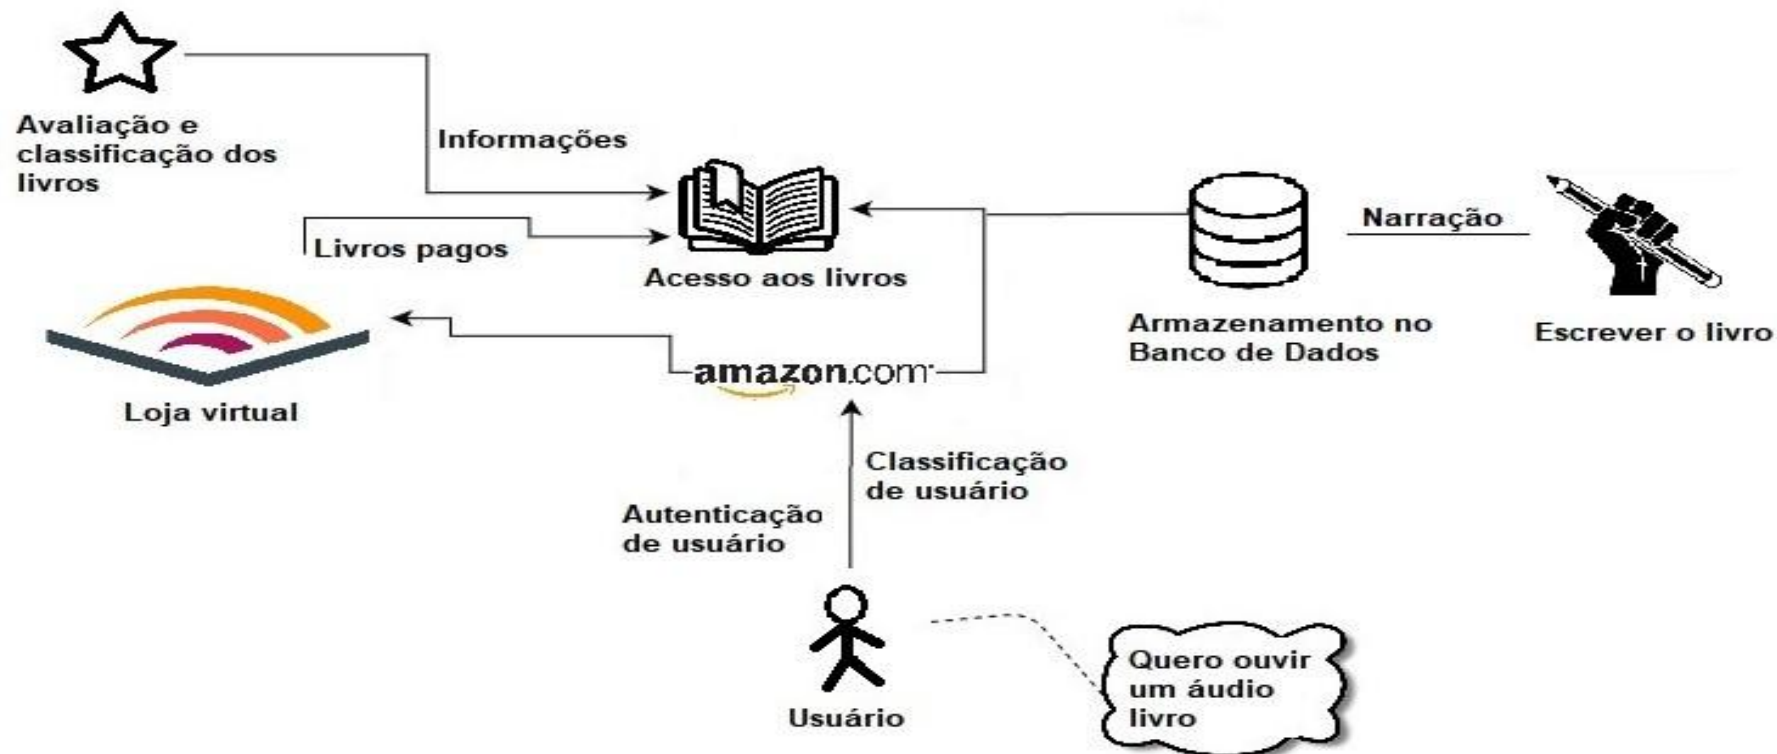 Avaliação e
classificação dos
livros
Informações
Livros pagos
Acesso aos livros
Narração
Armazenamento no
Banco de Dados
Escrever o livro
Loja virtual
amazon.com
Classificação
de usuário
Autenticação
de usuário
Usuário
Quero ouvir
um áudio
livro